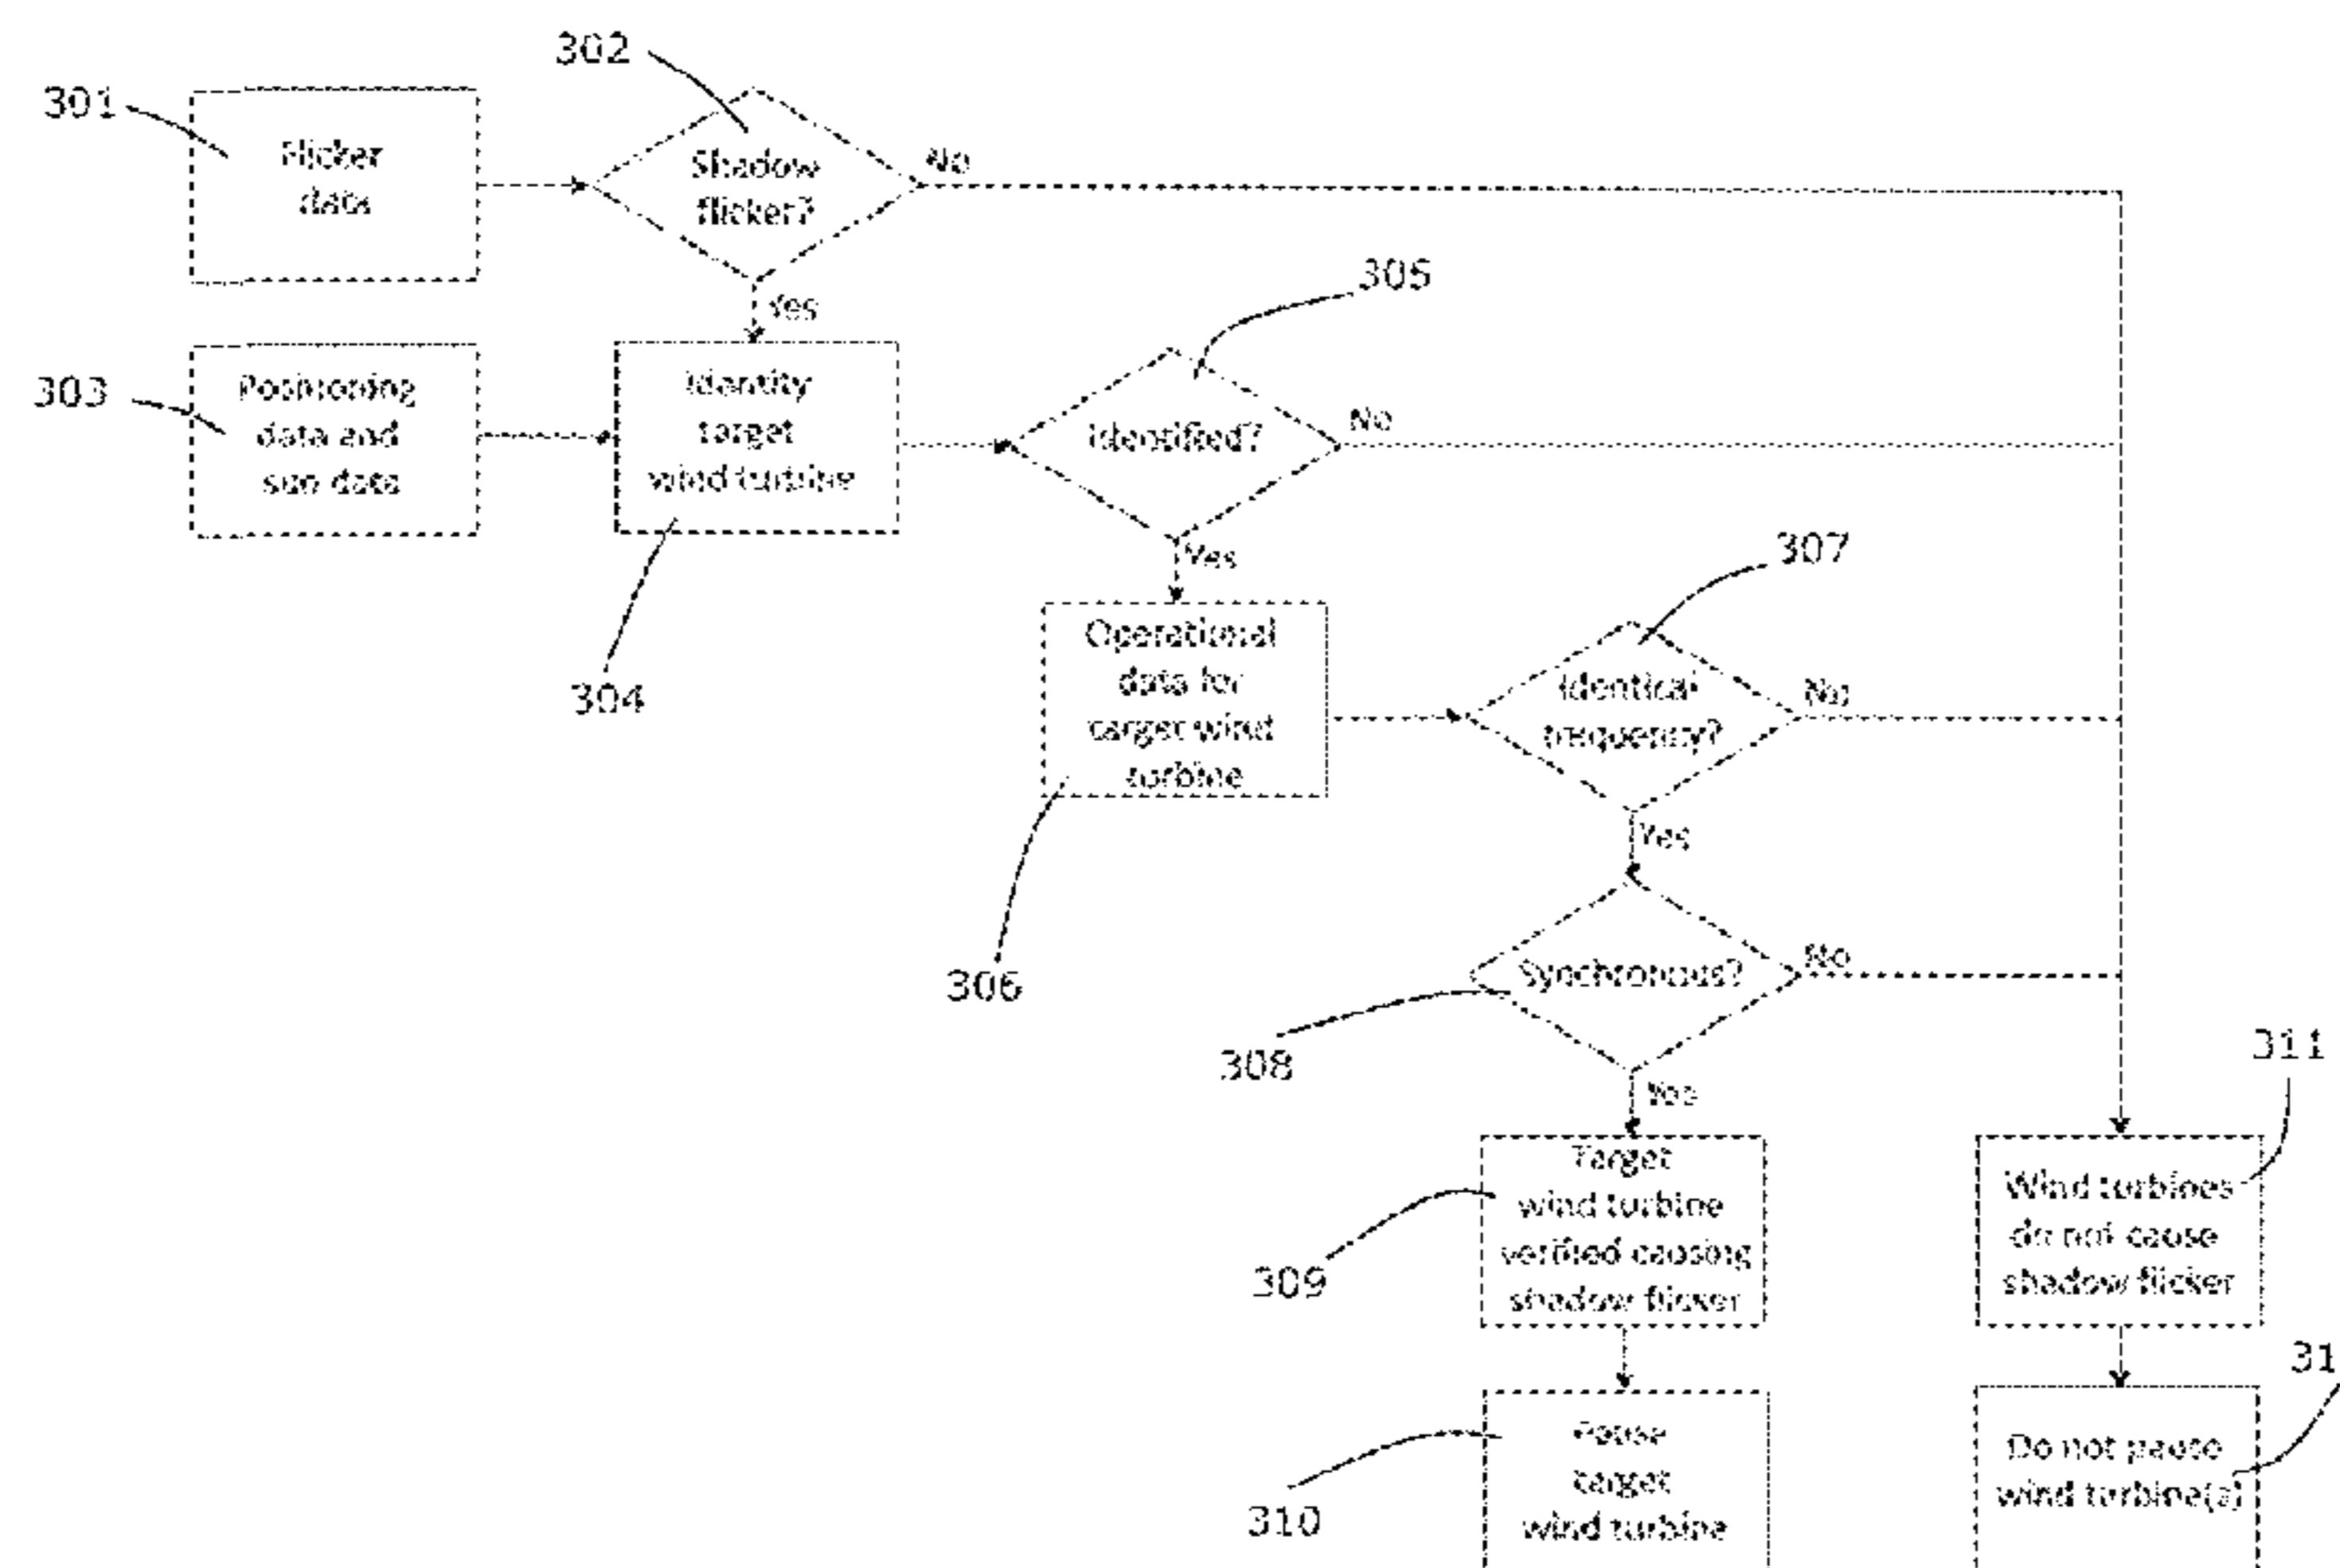 302
301
Flicker
data
Shadow
flicker?
No
Yes
305
303
Positioning
data and
sun data
Identify
target
wind turbine
304
Identified?
No
Yes
307
Operational
data for
target wind
turbine
306
Identical
frequency?
No
Yes
Synchronous?
No
308
Yes
311
Target
wind turbine
verified causing
shadow flicker
309
Wind turbines
do not cause
shadow flicker
31
Pause
target
wind turbine
310
Do not pause
wind turbine(s)